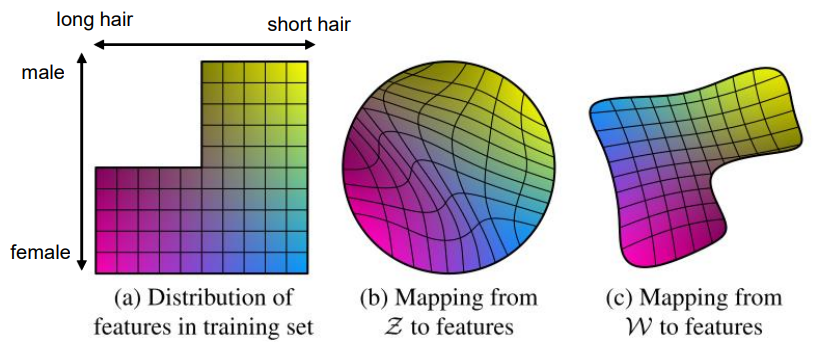 long hair
short hair
male
female
(a) Distribution of
features in training set
(b) Mapping from
𝒵 to features
(c) Mapping from
𝒲 to features